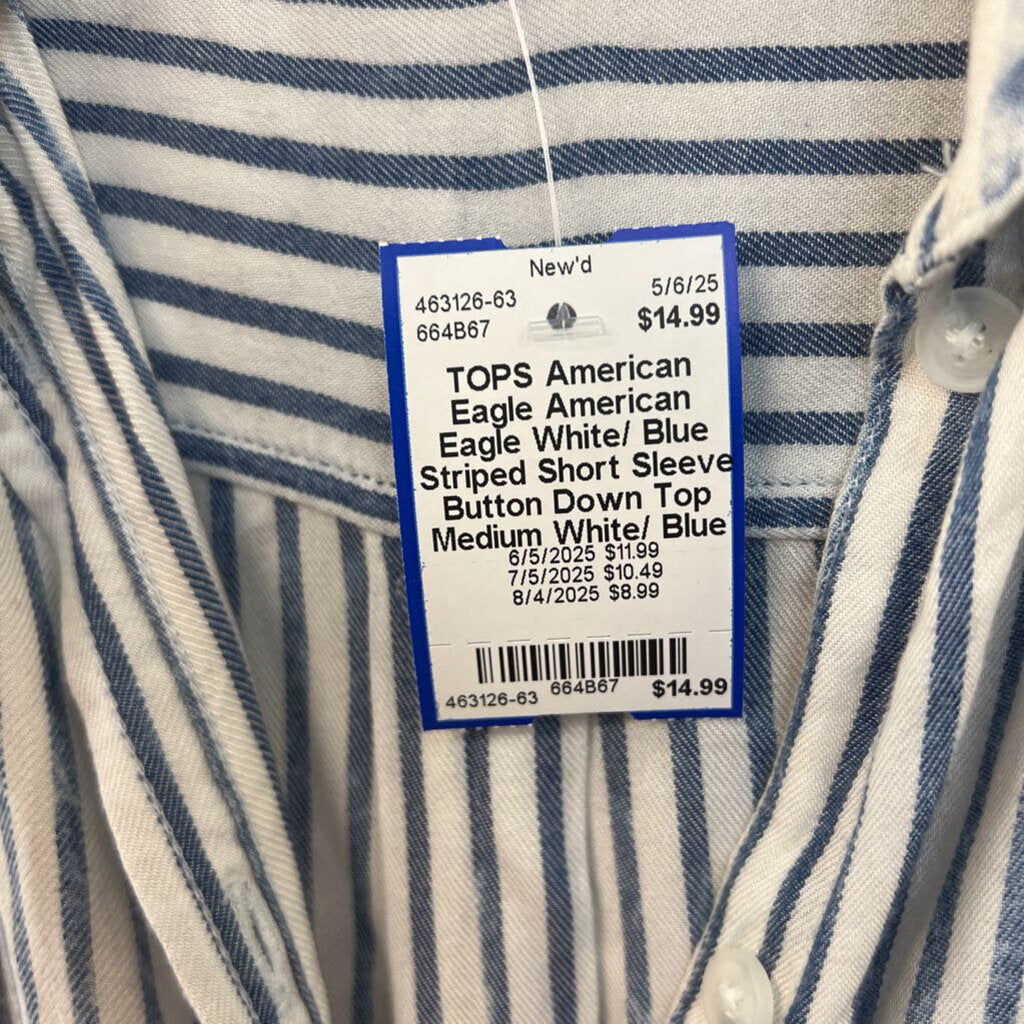 New'd
463126-63 5/6/25
664B67 $14.99
TOPS American
Eagle American
Eagle White/ Blue
Striped Short Sleeve
Button Down Top
Medium White/ Blue
6/5/2025 $11.99
7/5/2025 $10.49
8/4/2025 $8.99
463126-63 664B67 $14.99